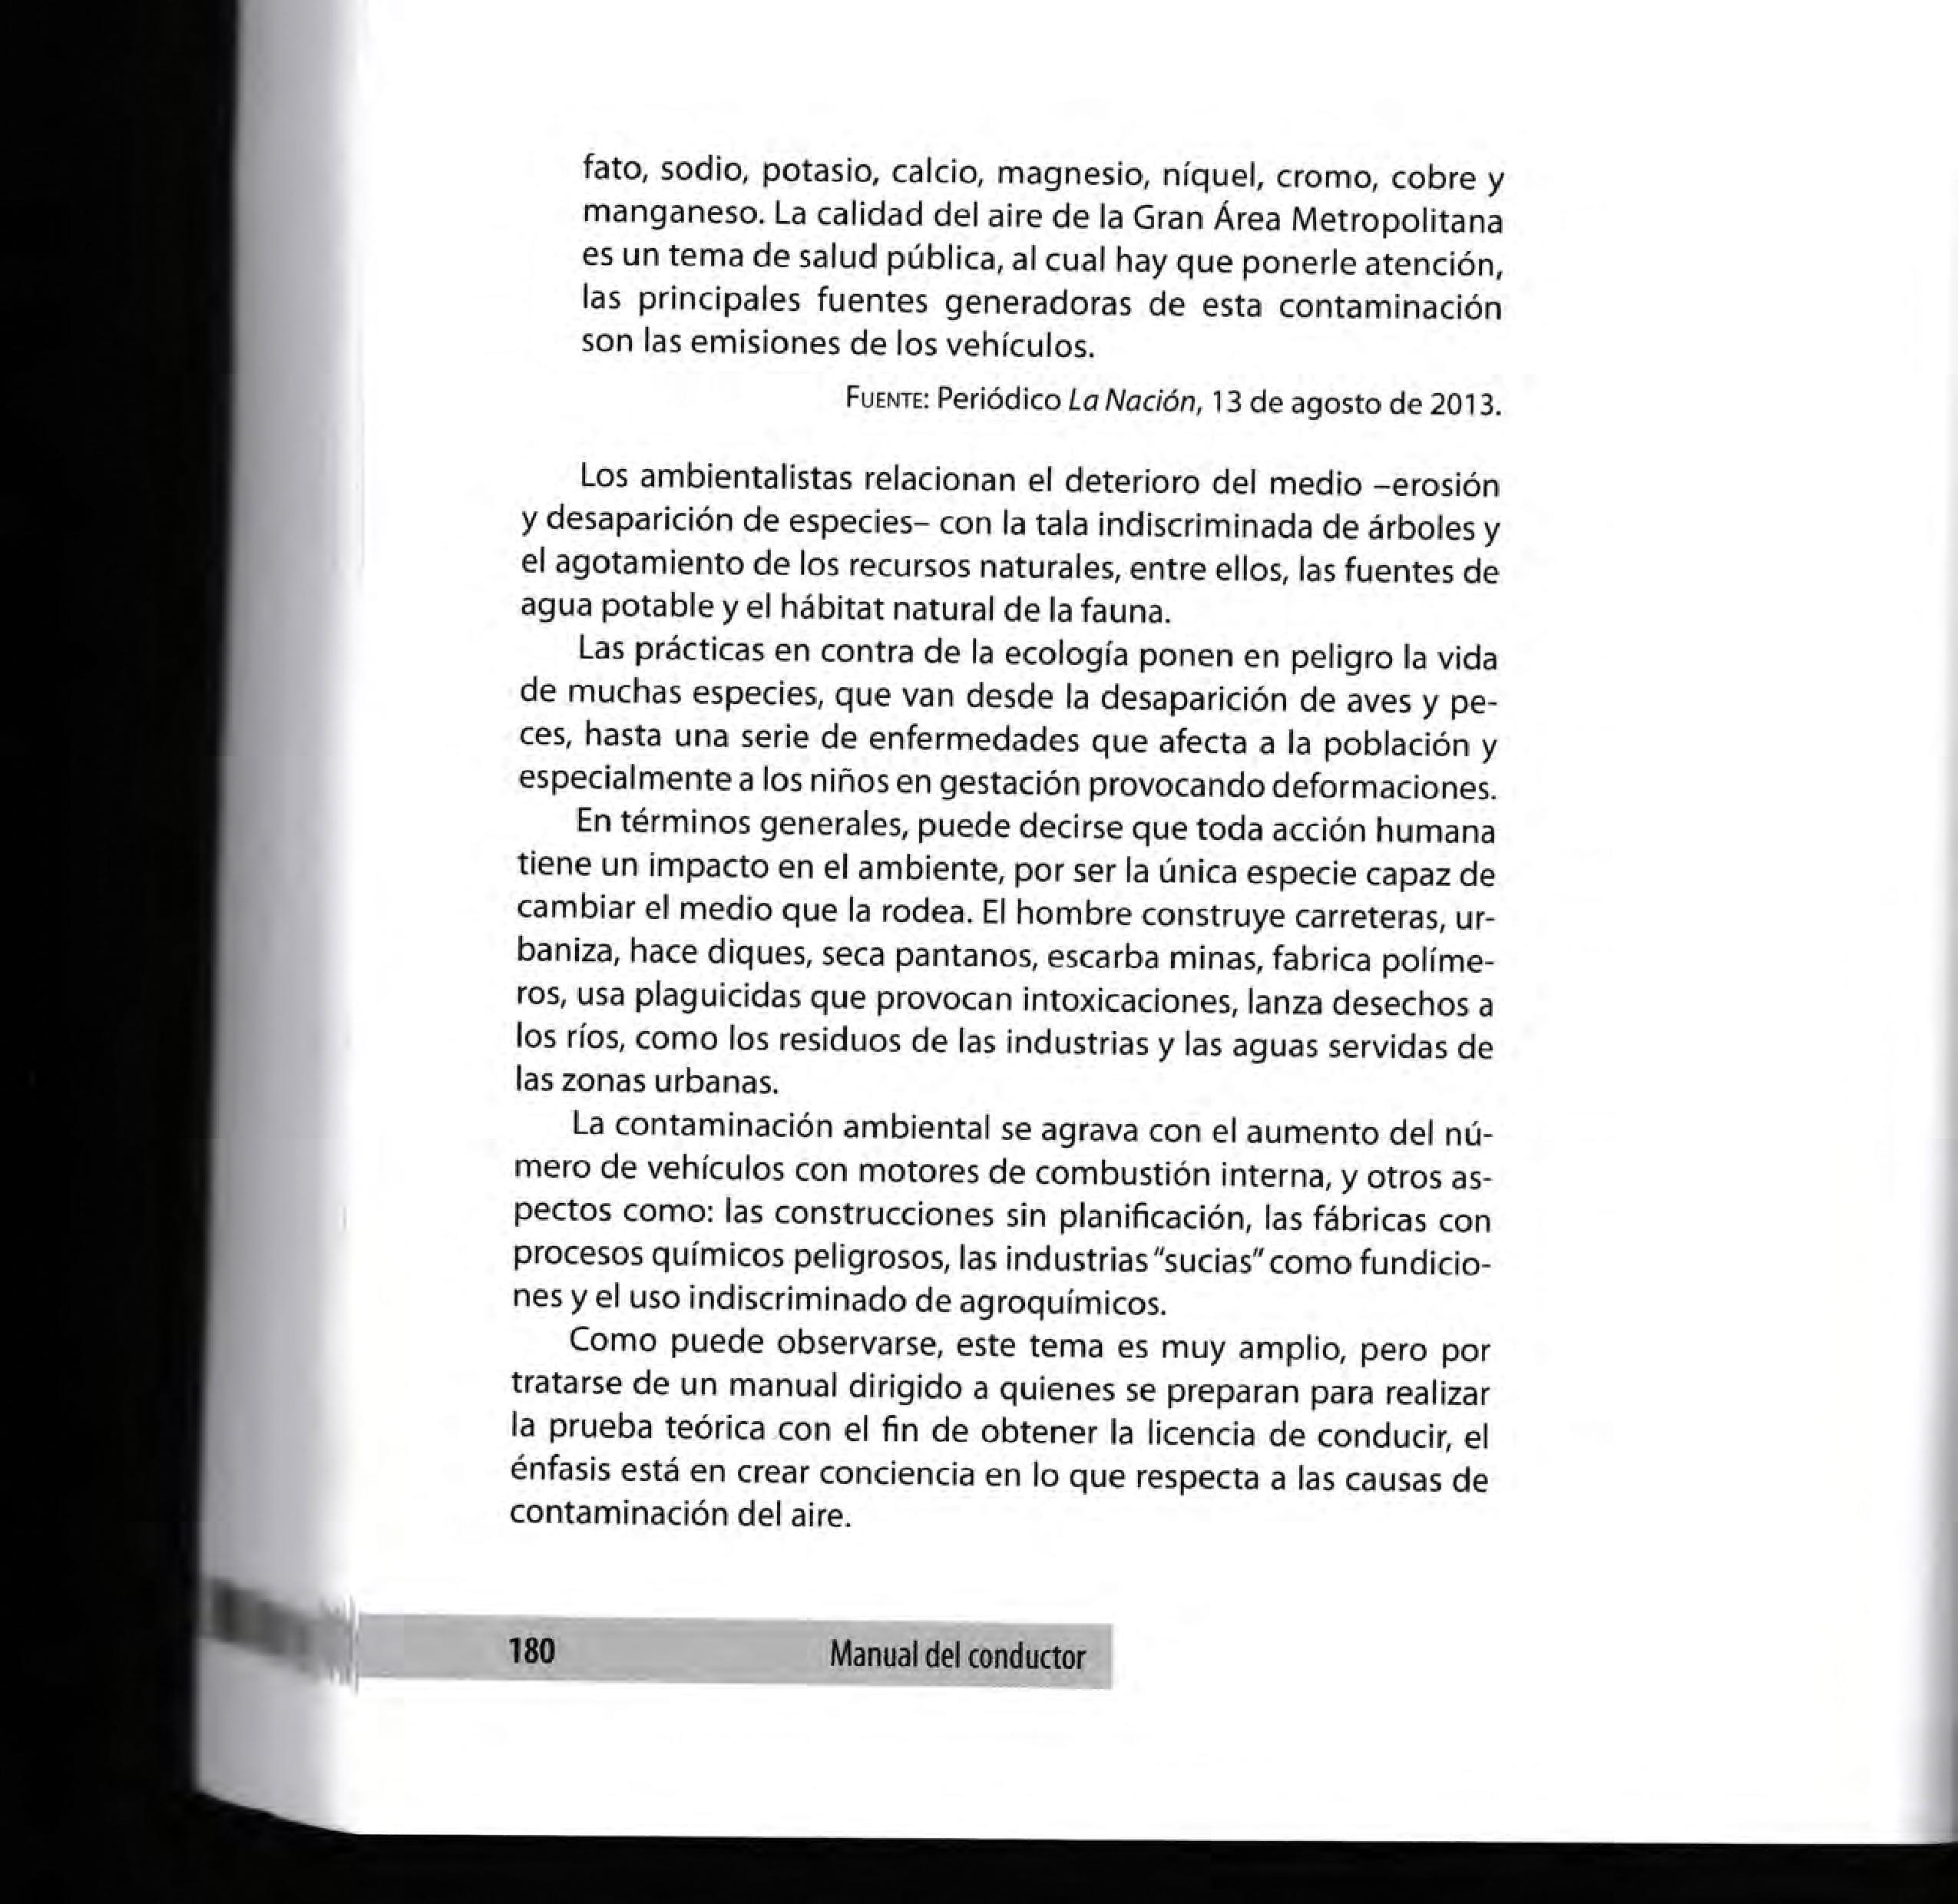 fato, sodio, potasio, calcio, magnesio, níquel, cromo, cobre y
manganeso. La calidad del aire de la Gran Área Metropolitana
es un tema de salud pública, al cual hay que ponerle atención,
las principales fuentes generadoras de esta contaminación
son las emisiones de los vehículos.
FUENTE: Periódico La Nación, 13 de agosto de 2013.
Los ambientalistas relacionan el deterioro del medio –erosión
y desaparición de especies– con la tala indiscriminada de árboles y
el agotamiento de los recursos naturales, entre ellos, las fuentes de
agua potable y el hábitat natural de la fauna.
Las prácticas en contra de la ecología ponen en peligro la vida
de muchas especies, que van desde la desaparición de aves y pe-
ces, hasta una serie de enfermedades que afecta a la población y
especialmente a los niños en gestación provocando deformaciones.
En términos generales, puede decirse que toda acción humana
tiene un impacto en el ambiente, por ser la única especie capaz de
cambiar el medio que la rodea. El hombre construye carreteras, ur-
baniza, hace diques, seca pantanos, escarba minas, fabrica políme-
ros, usa plaguicidas que provocan intoxicaciones, lanza desechos a
los ríos, como los residuos de las industrias y las aguas servidas de
las zonas urbanas.
La contaminación ambiental se agrava con el aumento del nú-
mero de vehículos con motores de combustión interna, y otros as-
pectos como: las construcciones sin planificación, las fábricas con
procesos químicos peligrosos, las industrias "sucias" como fundicio-
nes y el uso indiscriminado de agroquímicos.
Como puede observarse, este tema es muy amplio, pero por
tratarse de un manual dirigido a quienes se preparan para realizar
la prueba teórica con el fin de obtener la licencia de conducir, el
énfasis está en crear conciencia en lo que respecta a las causas de
contaminación del aire.
180 Manual del conductor